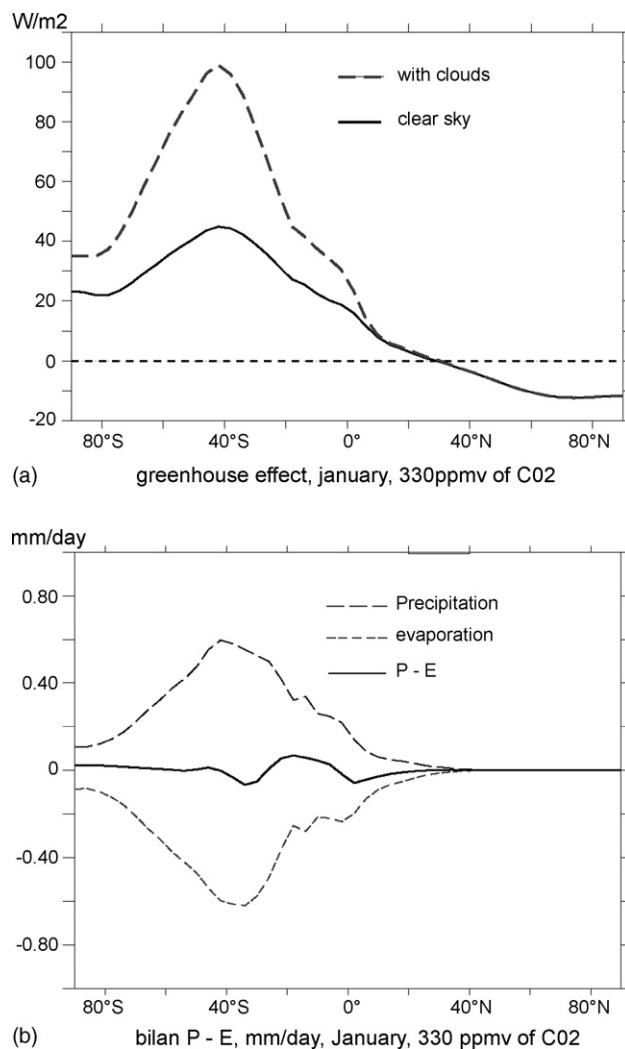 W/m2
100
80
60
40
20
0
-20
with clouds
clear sky
80°S 40°S 0° 40°N 80°N
(a) greenhouse effect, january, 330ppmv of C02
mm/day
0.80
0.40
0
-0.40
-0.80
Precipitation
evaporation
P - E
80°S 40°S 0° 40°N 80°N
(b) bilan P - E, mm/day, January, 330 ppmv of C02